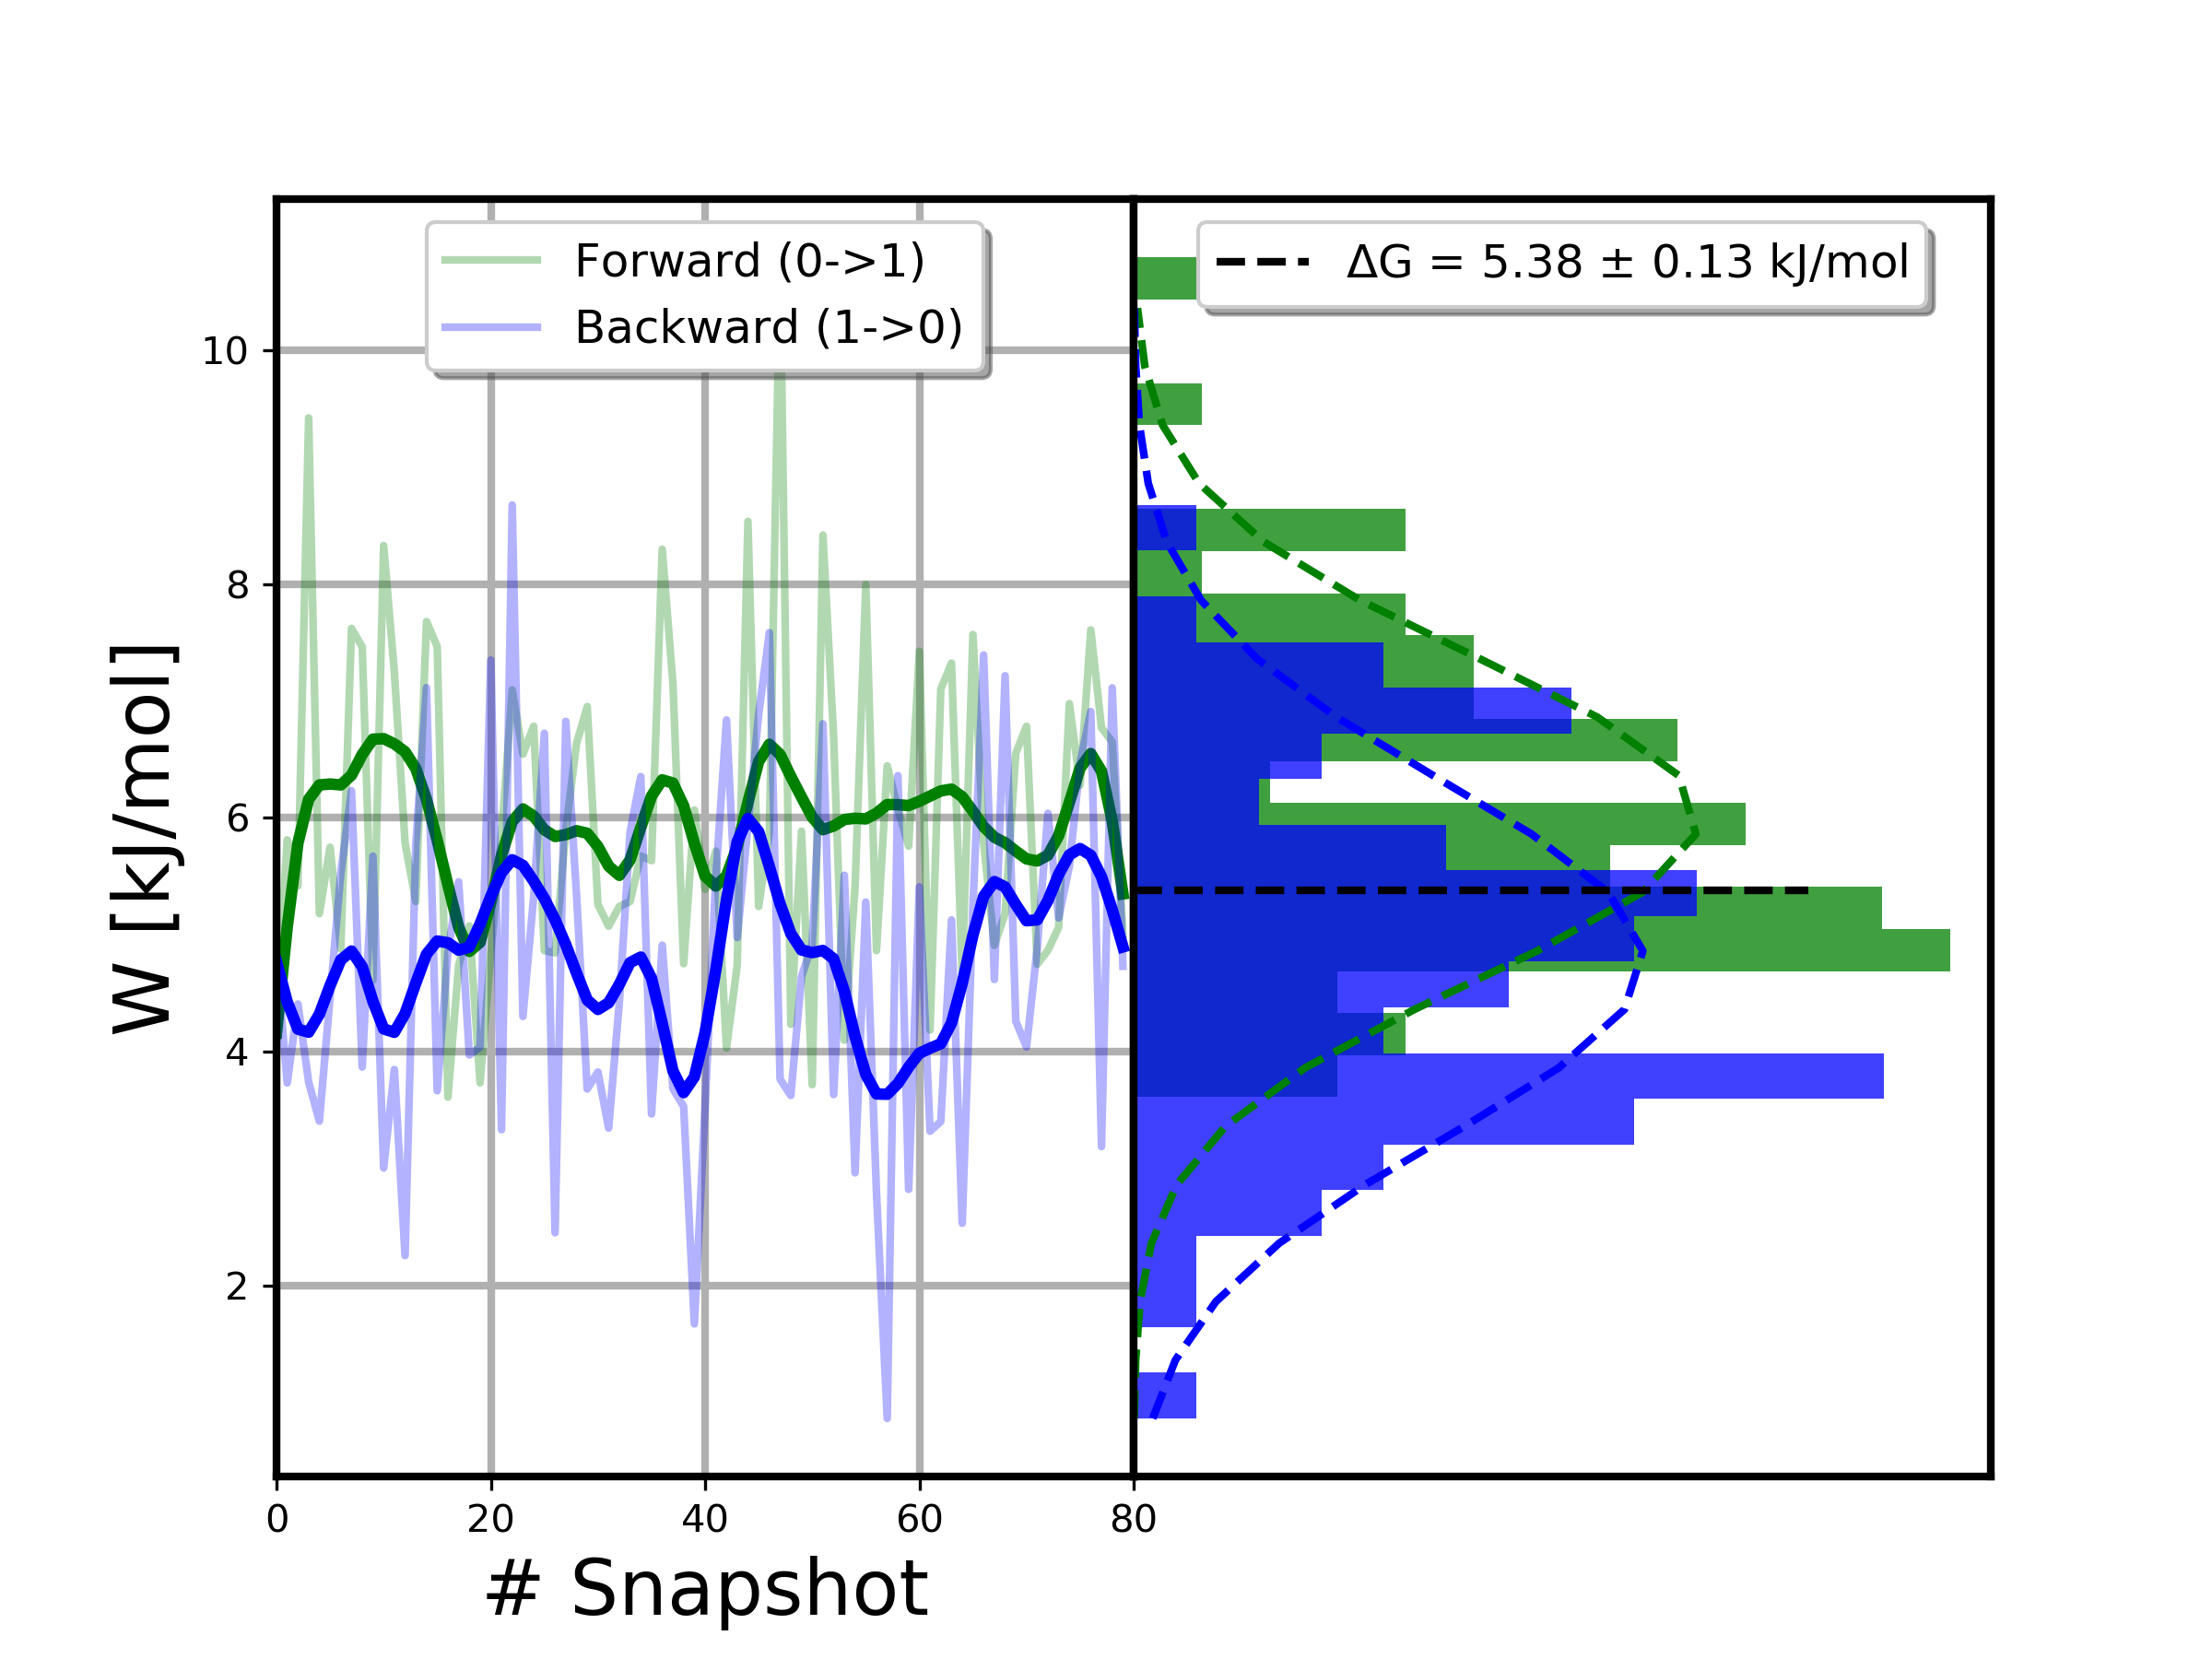 Forward (0->1)
Backward (1->0)
ΔG = 5.38 ± 0.13 kJ/mol
W [kJ/mol]
10
8
6
4
2
0
20
40
60
80
# Snapshot